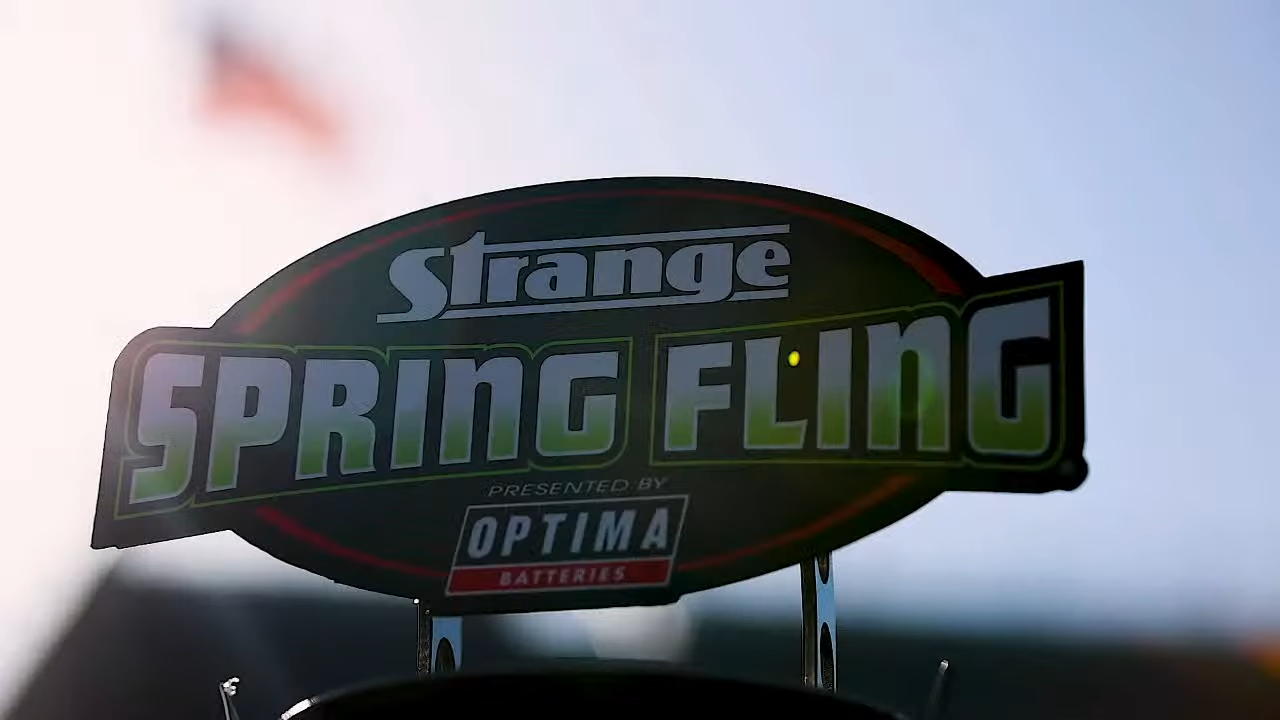 Strange
SPRING FLING
PRESENTED BY
OPTIMA
BATTERIES